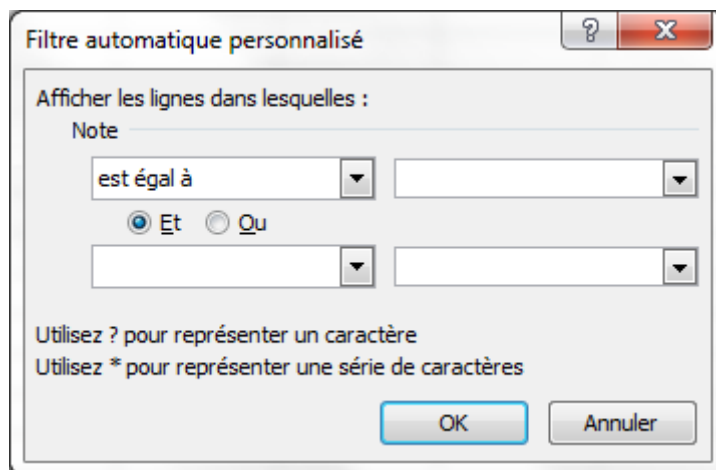 Filtre automatique personnalisé
?
Afficher les lignes dans lesquelles :
Note
est égal à
Et Ou
Utilisez ? pour représenter un caractère
Utilisez * pour représenter une série de caractères
OK Annuler